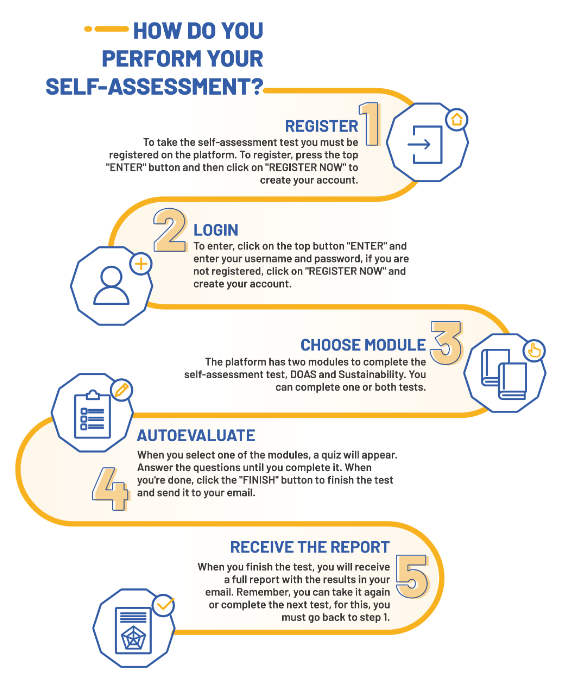 HOW DO YOU
PERFORM YOUR
SELF-ASSESSMENT?
1
REGISTER
To take the self-assessment test you must be
registered on the platform. To register, press the top
"ENTER" button and then click on "REGISTER NOW" to
create your account.
2
LOGIN
To enter, click on the top button "ENTER" and
enter your username and password, if you are
not registered, click on "REGISTER NOW" and
create your account.
3
CHOOSE MODULE
The platform has two modules to complete the
self-assessment test, DOAS and Sustainability. You
can complete one or both tests.
AUTOEVALUATE
4
When you select one of the modules, a quiz will appear.
Answer the questions until you complete it. When
you're done, click the "FINISH" button to finish the test
and send it to your email.
RECEIVE THE REPORT
5
When you finish the test, you will receive
a full report with the results in your
email. Remember, you can take it again
or complete the next test, for this, you
must go back to step 1.